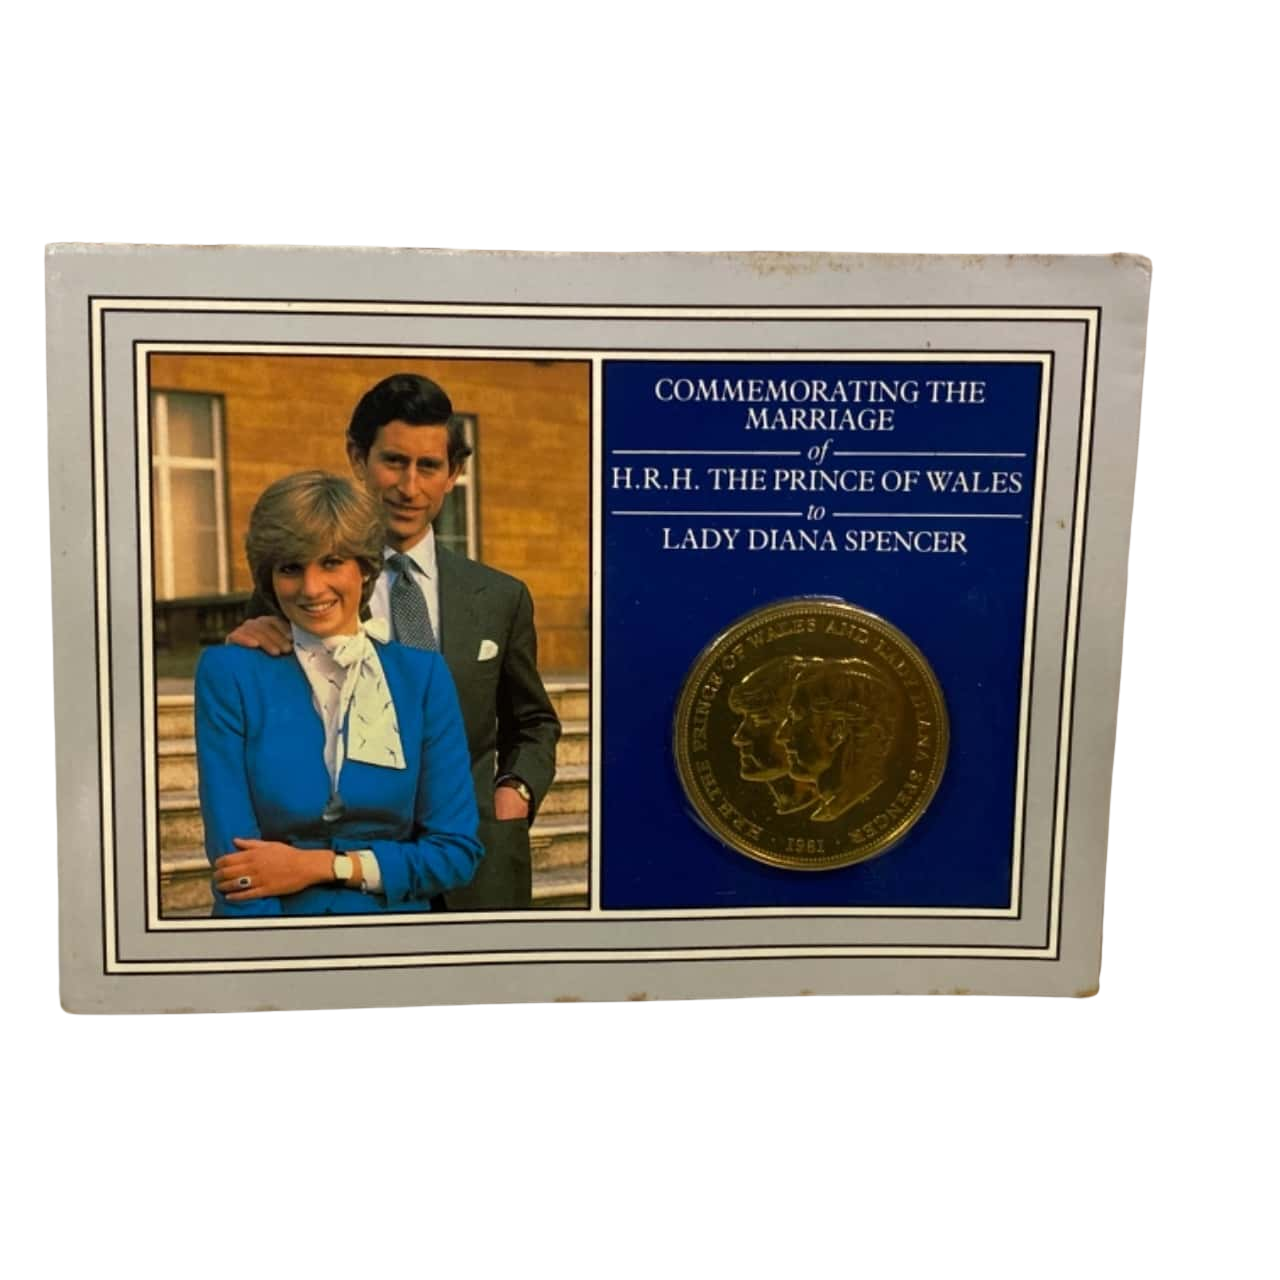 COMMEMORATING THE
MARRIAGE
of
H.R.H. THE PRINCE OF WALES
to
LADY DIANA SPENCER
H.R.H. THE PRINCE OF WALES AND LADY DIANA SPENCER
· 1981 ·